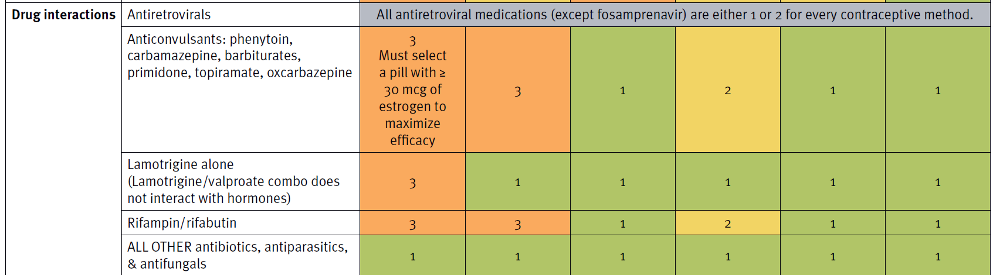 Drug interactions
Antiretrovirals
All antiretroviral medications (except fosamprenavir) are either 1 or 2 for every contraceptive method.
Anticonvulsants: phenytoin,
carbamazepine, barbiturates,
primidone, topiramate, oxcarbazepine
3
Must select
a pill with ≥
30 mcg of
estrogen to
maximize
efficacy
3
1
2
1
1
Lamotrigine alone
(Lamotrigine/valproate combo does
not interact with hormones)
3
1
1
1
1
1
Rifampin/rifabutin
3
3
1
2
1
1
ALL OTHER antibiotics, antiparasitics,
& antifungals
1
1
1
1
1
1